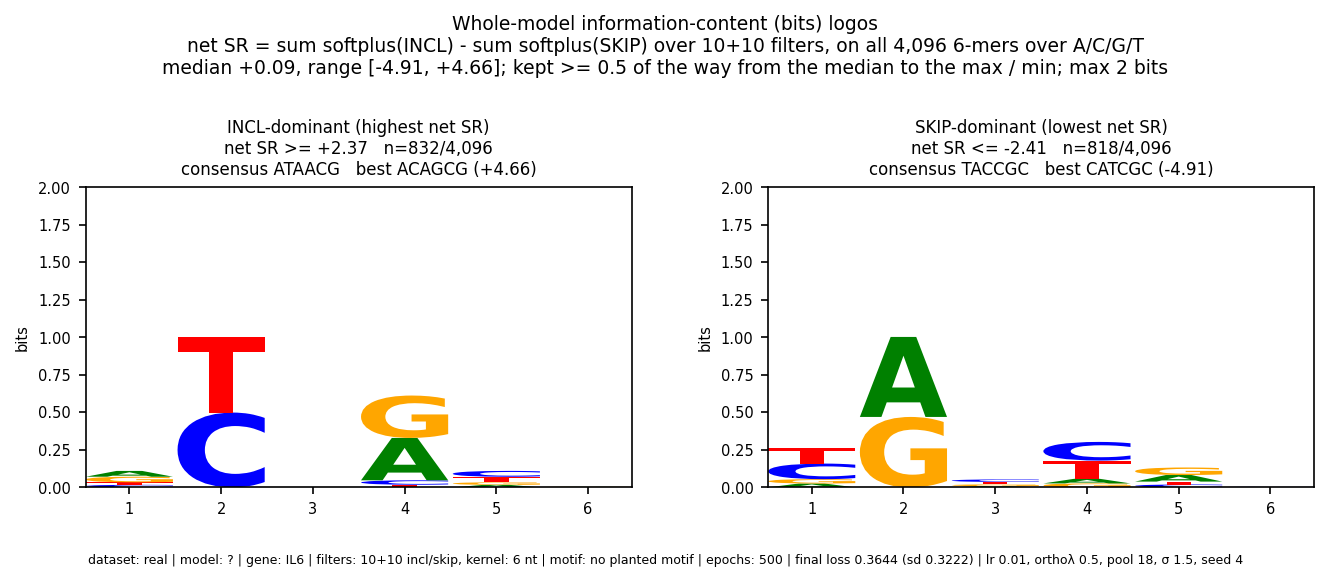 Whole-model information-content (bits) logos
net SR = sum softplus(INCL) - sum softplus(SKIP) over 10+10 filters, on all 4,096 6-mers over A/C/G/T
median +0.09, range [-4.91, +4.66]; kept >= 0.5 of the way from the median to the max / min; max 2 bits
INCL-dominant (highest net SR)
net SR >= +2.37   n=832/4,096
consensus ATAACG   best ACAGCG (+4.66)
2.00
1.75
1.50
1.25
1.00
0.75
0.50
0.25
0.00
bits
1 2 3 4 5 6
A G T C
T C
G A C
C T G
SKIP-dominant (lowest net SR)
net SR <= -2.41   n=818/4,096
consensus TACCGC   best CATCGC (-4.91)
2.00
1.75
1.50
1.25
1.00
0.75
0.50
0.25
0.00
bits
1 2 3 4 5 6
T C G A
A G
C T
C T A G
G A T C
dataset: real | model: ? | gene: IL6 | filters: 10+10 incl/skip, kernel: 6 nt | motif: no planted motif | epochs: 500 | final loss 0.3644 (sd 0.3222) | lr 0.01, orthoλ 0.5, pool 18, σ 1.5, seed 4